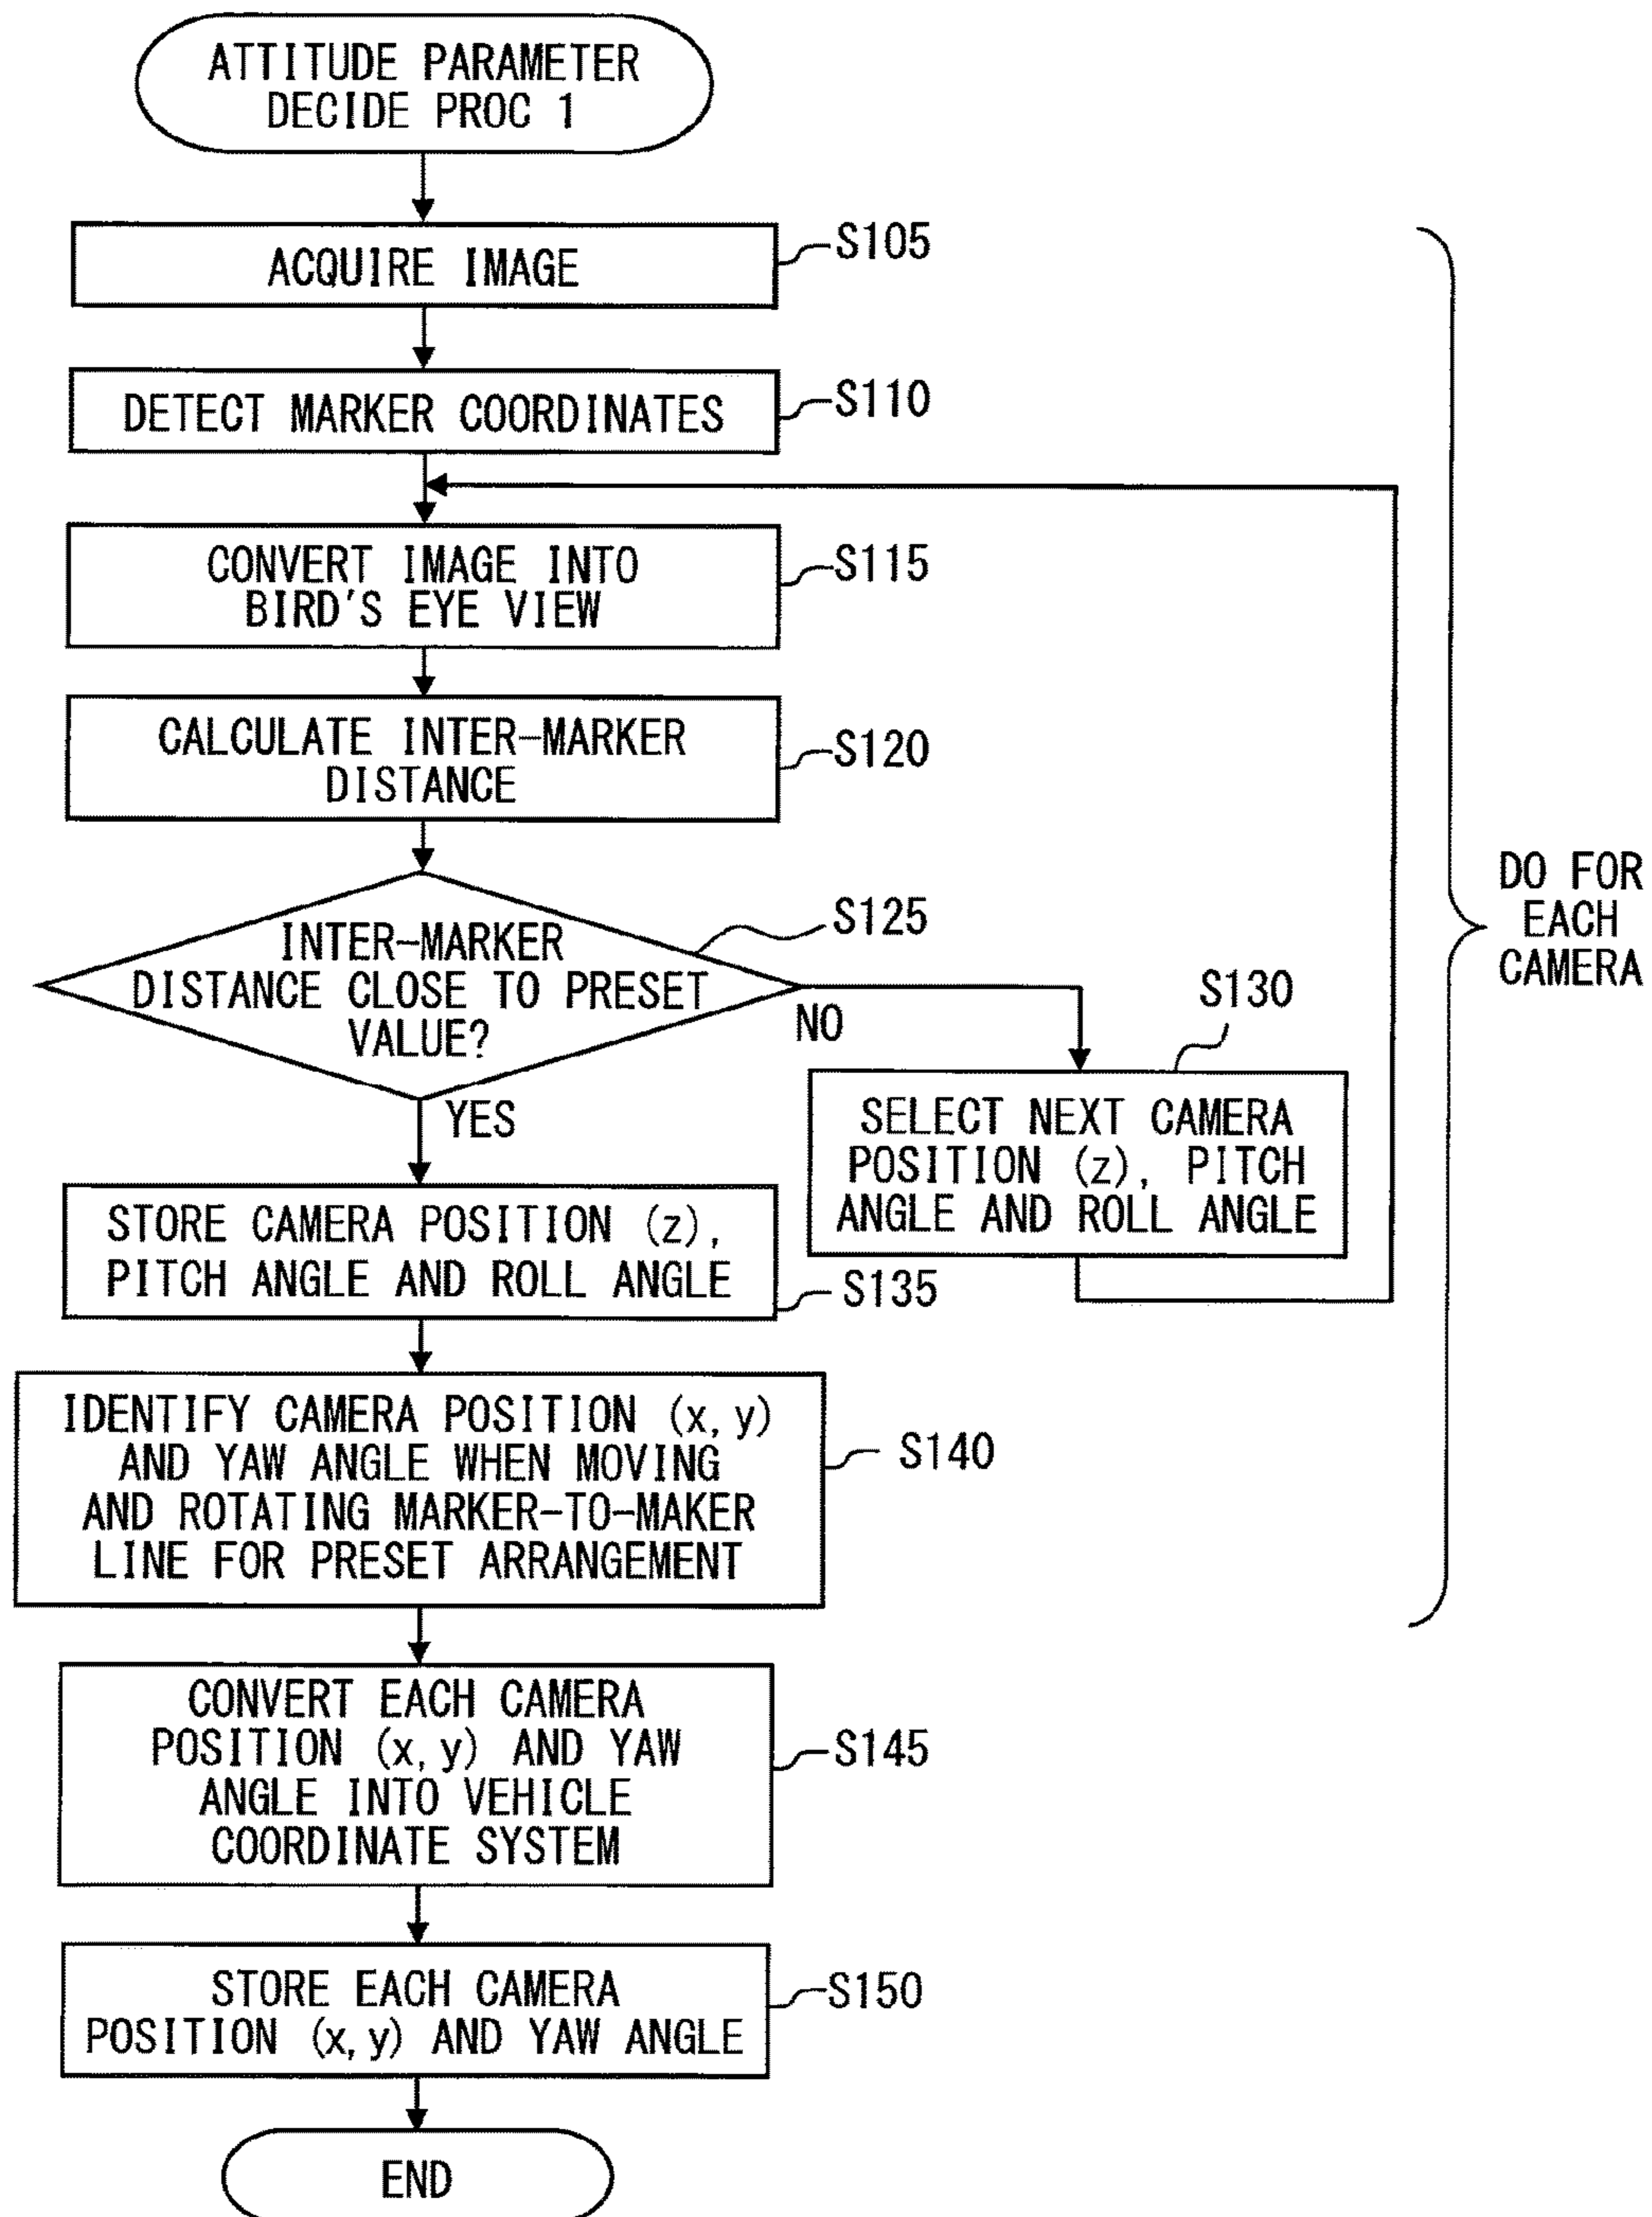 ATTITUDE PARAMETER
DECIDE PROC 1
ACQUIRE IMAGE
S105
DETECT MARKER COORDINATES
S110
CONVERT IMAGE INTO
BIRD'S EYE VIEW
S115
CALCULATE INTER-MARKER
DISTANCE
S120
INTER-MARKER
DISTANCE CLOSE TO PRESET
VALUE?
S125
NO
YES
S130
SELECT NEXT CAMERA
POSITION (z), PITCH
ANGLE AND ROLL ANGLE
DO FOR
EACH
CAMERA
STORE CAMERA POSITION (z),
PITCH ANGLE AND ROLL ANGLE
S135
IDENTIFY CAMERA POSITION (x, y)
AND YAW ANGLE WHEN MOVING
AND ROTATING MARKER-TO-MAKER
LINE FOR PRESET ARRANGEMENT
S140
CONVERT EACH CAMERA
POSITION (x, y) AND YAW
ANGLE INTO VEHICLE
COORDINATE SYSTEM
S145
STORE EACH CAMERA
POSITION (x, y) AND YAW ANGLE
S150
END